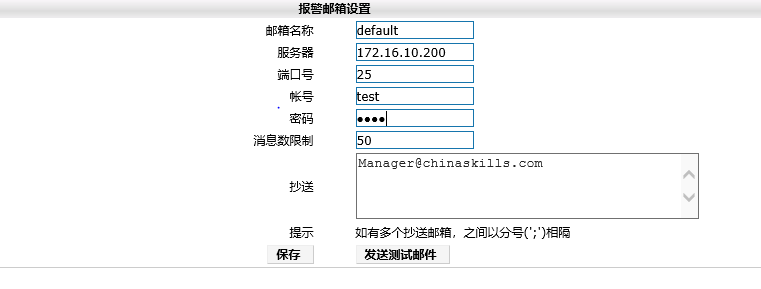 报警邮箱设置
邮箱名称 default
服务器 172.16.10.200
端口号 25
帐号 test
密码 ●●●●
消息数限制 50
抄送 Manager@chinaskills.com
提示 如有多个抄送邮箱，之间以分号(';')相隔
保存 发送测试邮件